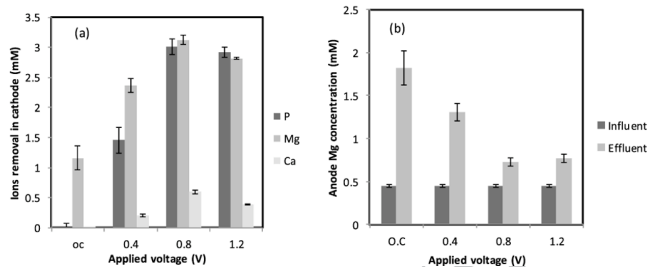 (a)
Ions removal in cathode (mM)
3.5
3
2.5
2
1.5
1
0.5
0
oc
0.4
0.8
1.2
Applied voltage (V)
P
Mg
Ca
(b)
Anode Mg concentration (mM)
2.5
2
1.5
1
0.5
0
O.C
0.4
0.8
1.2
Applied voltage (V)
Influent
Effluent